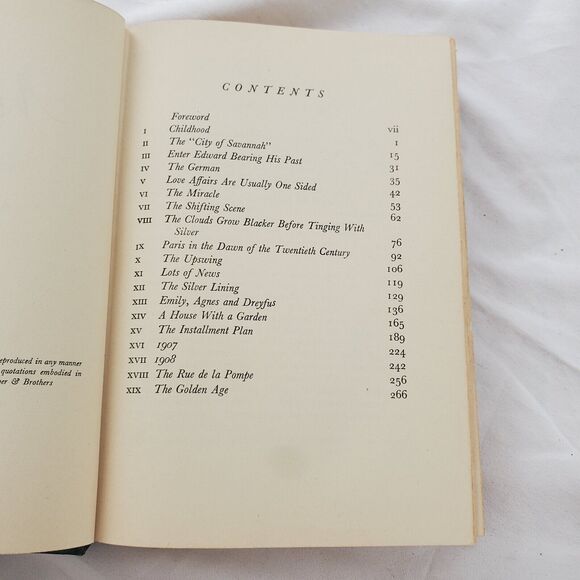 CONTENTS
Foreword vii
I Childhood 1
II The "City of Savannah" 15
III Enter Edward Bearing His Past 31
IV The German 35
V Love Affairs Are Usually One Sided 42
VI The Miracle 53
VII The Shifting Scene 62
VIII The Clouds Grow Blacker Before Tinging With
Silver 76
IX Paris in the Dawn of the Twentieth Century 92
X The Upswing 106
XI Lots of News 119
XII The Silver Lining 129
XIII Emily, Agnes and Dreyfus 136
XIV A House With a Garden 165
XV The Installment Plan 189
XVI 1907 224
XVII 1908 242
XVIII The Rue de la Pompe 256
XIX The Golden Age 266
reproduced in any manner
quotations embodied in
& Brothers